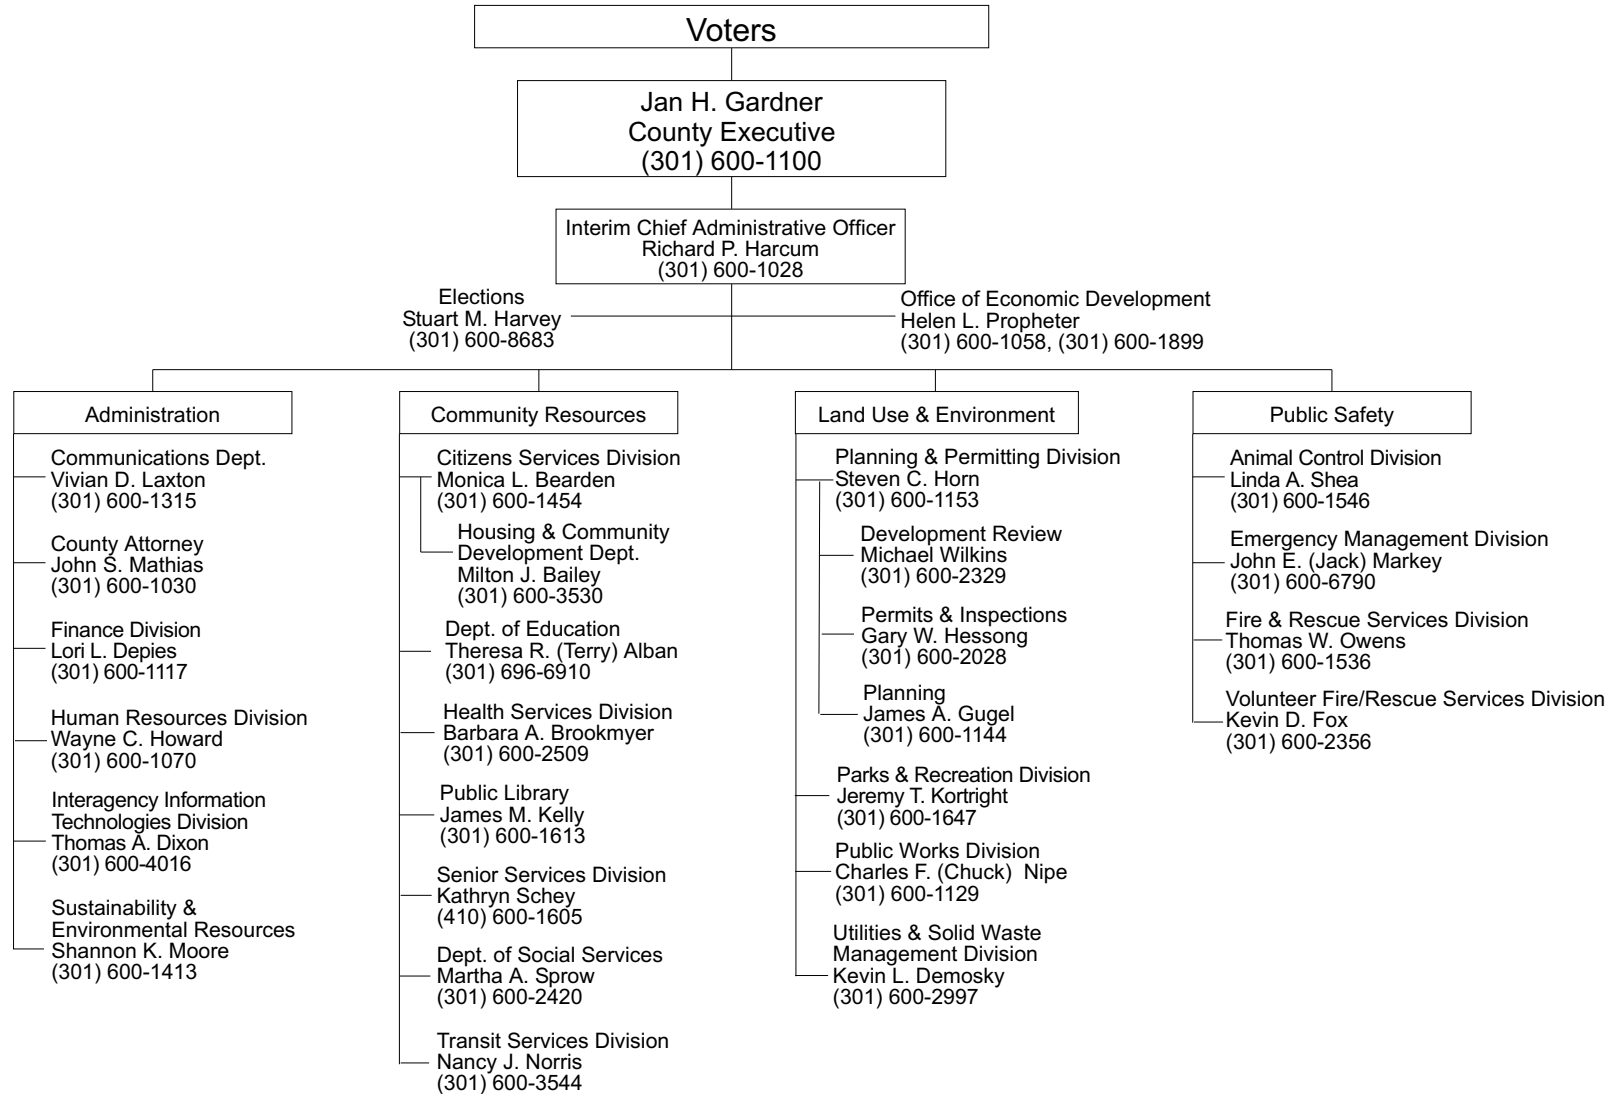 Voters
Jan H. Gardner
County Executive
(301) 600-1100
Interim Chief Administrative Officer
Richard P. Harcum
(301) 600-1028
Elections
Stuart M. Harvey
(301) 600-8683
Office of Economic Development
Helen L. Propheter
(301) 600-1058, (301) 600-1899
Administration
Communications Dept.
Vivian D. Laxton
(301) 600-1315
County Attorney
John S. Mathias
(301) 600-1030
Finance Division
Lori L. Depies
(301) 600-1117
Human Resources Division
Wayne C. Howard
(301) 600-1070
Interagency Information
Technologies Division
Thomas A. Dixon
(301) 600-4016
Sustainability &
Environmental Resources
Shannon K. Moore
(301) 600-1413
Community Resources
Citizens Services Division
Monica L. Bearden
(301) 600-1454
Housing & Community
Development Dept.
Milton J. Bailey
(301) 600-3530
Dept. of Education
Theresa R. (Terry) Alban
(301) 696-6910
Health Services Division
Barbara A. Brookmyer
(301) 600-2509
Public Library
James M. Kelly
(301) 600-1613
Senior Services Division
Kathryn Schey
(410) 600-1605
Dept. of Social Services
Martha A. Sprow
(301) 600-2420
Transit Services Division
Nancy J. Norris
(301) 600-3544
Land Use & Environment
Planning & Permitting Division
Steven C. Horn
(301) 600-1153
Development Review
Michael Wilkins
(301) 600-2329
Permits & Inspections
Gary W. Hessong
(301) 600-2028
Planning
James A. Gugel
(301) 600-1144
Parks & Recreation Division
Jeremy T. Kortright
(301) 600-1647
Public Works Division
Charles F. (Chuck) Nipe
(301) 600-1129
Utilities & Solid Waste
Management Division
Kevin L. Demosky
(301) 600-2997
Public Safety
Animal Control Division
Linda A. Shea
(301) 600-1546
Emergency Management Division
John E. (Jack) Markey
(301) 600-6790
Fire & Rescue Services Division
Thomas W. Owens
(301) 600-1536
Volunteer Fire/Rescue Services Division
Kevin D. Fox
(301) 600-2356